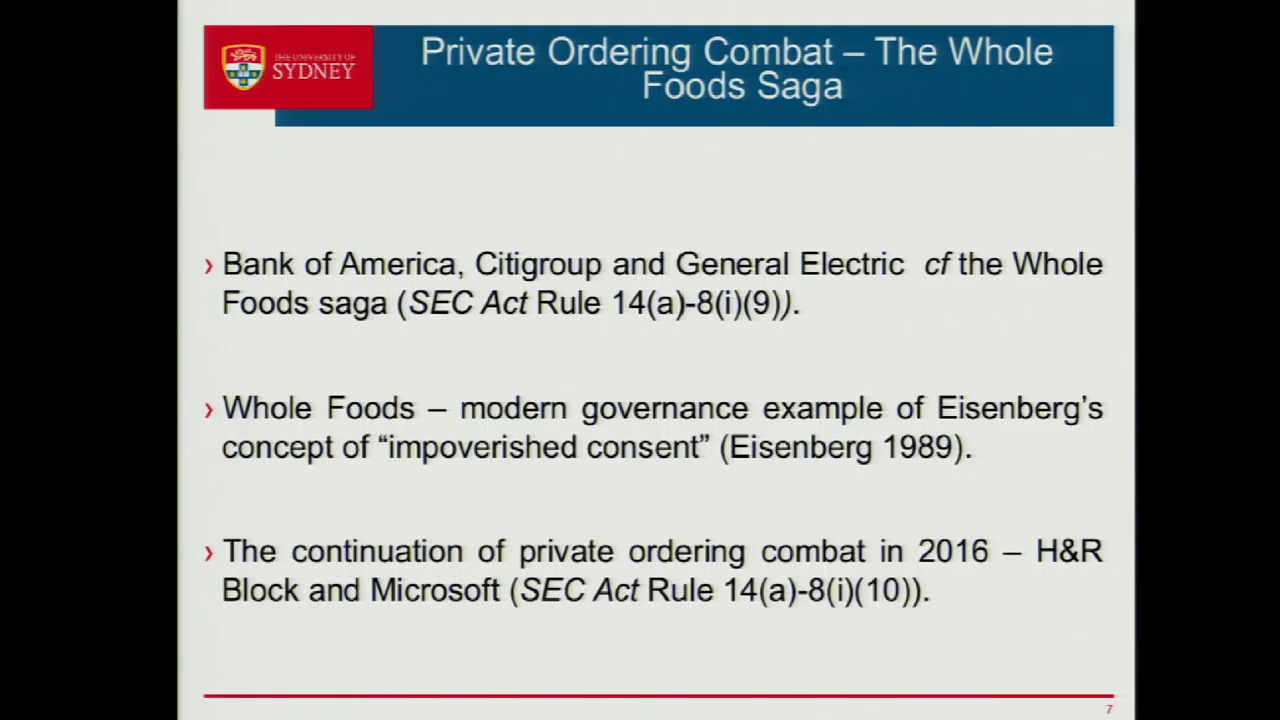 THE UNIVERSITY OF
SYDNEY
Private Ordering Combat – The Whole
Foods Saga
› Bank of America, Citigroup and General Electric cf the Whole
Foods saga (SEC Act Rule 14(a)-8(i)(9)).
› Whole Foods – modern governance example of Eisenberg’s
concept of “impoverished consent” (Eisenberg 1989).
› The continuation of private ordering combat in 2016 – H&R
Block and Microsoft (SEC Act Rule 14(a)-8(i)(10)).
7